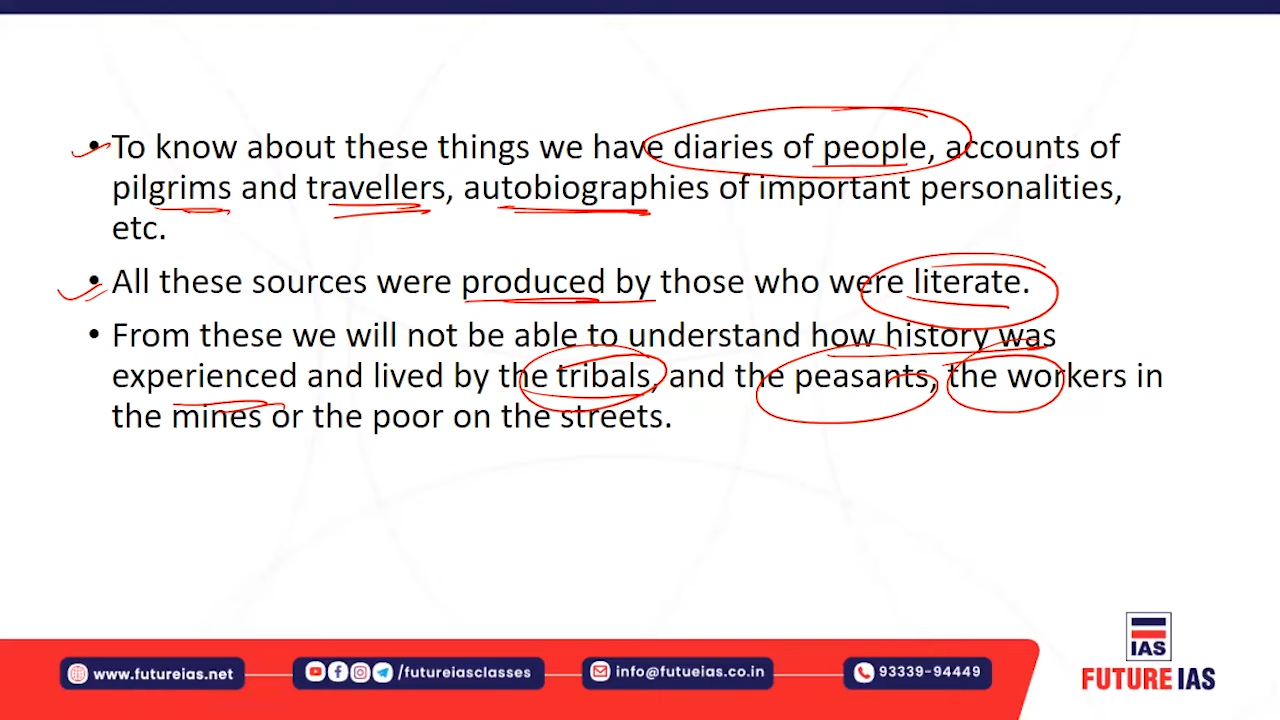 • To know about these things we have diaries of people, accounts of
pilgrims and travellers, autobiographies of important personalities,
etc.
• All these sources were produced by those who were literate.
• From these we will not be able to understand how history was
experienced and lived by the tribals, and the peasants, the workers in
the mines or the poor on the streets.
IAS
FUTURE IAS
www.futureias.net
/futureiasclasses
info@futueias.co.in
93339-94449